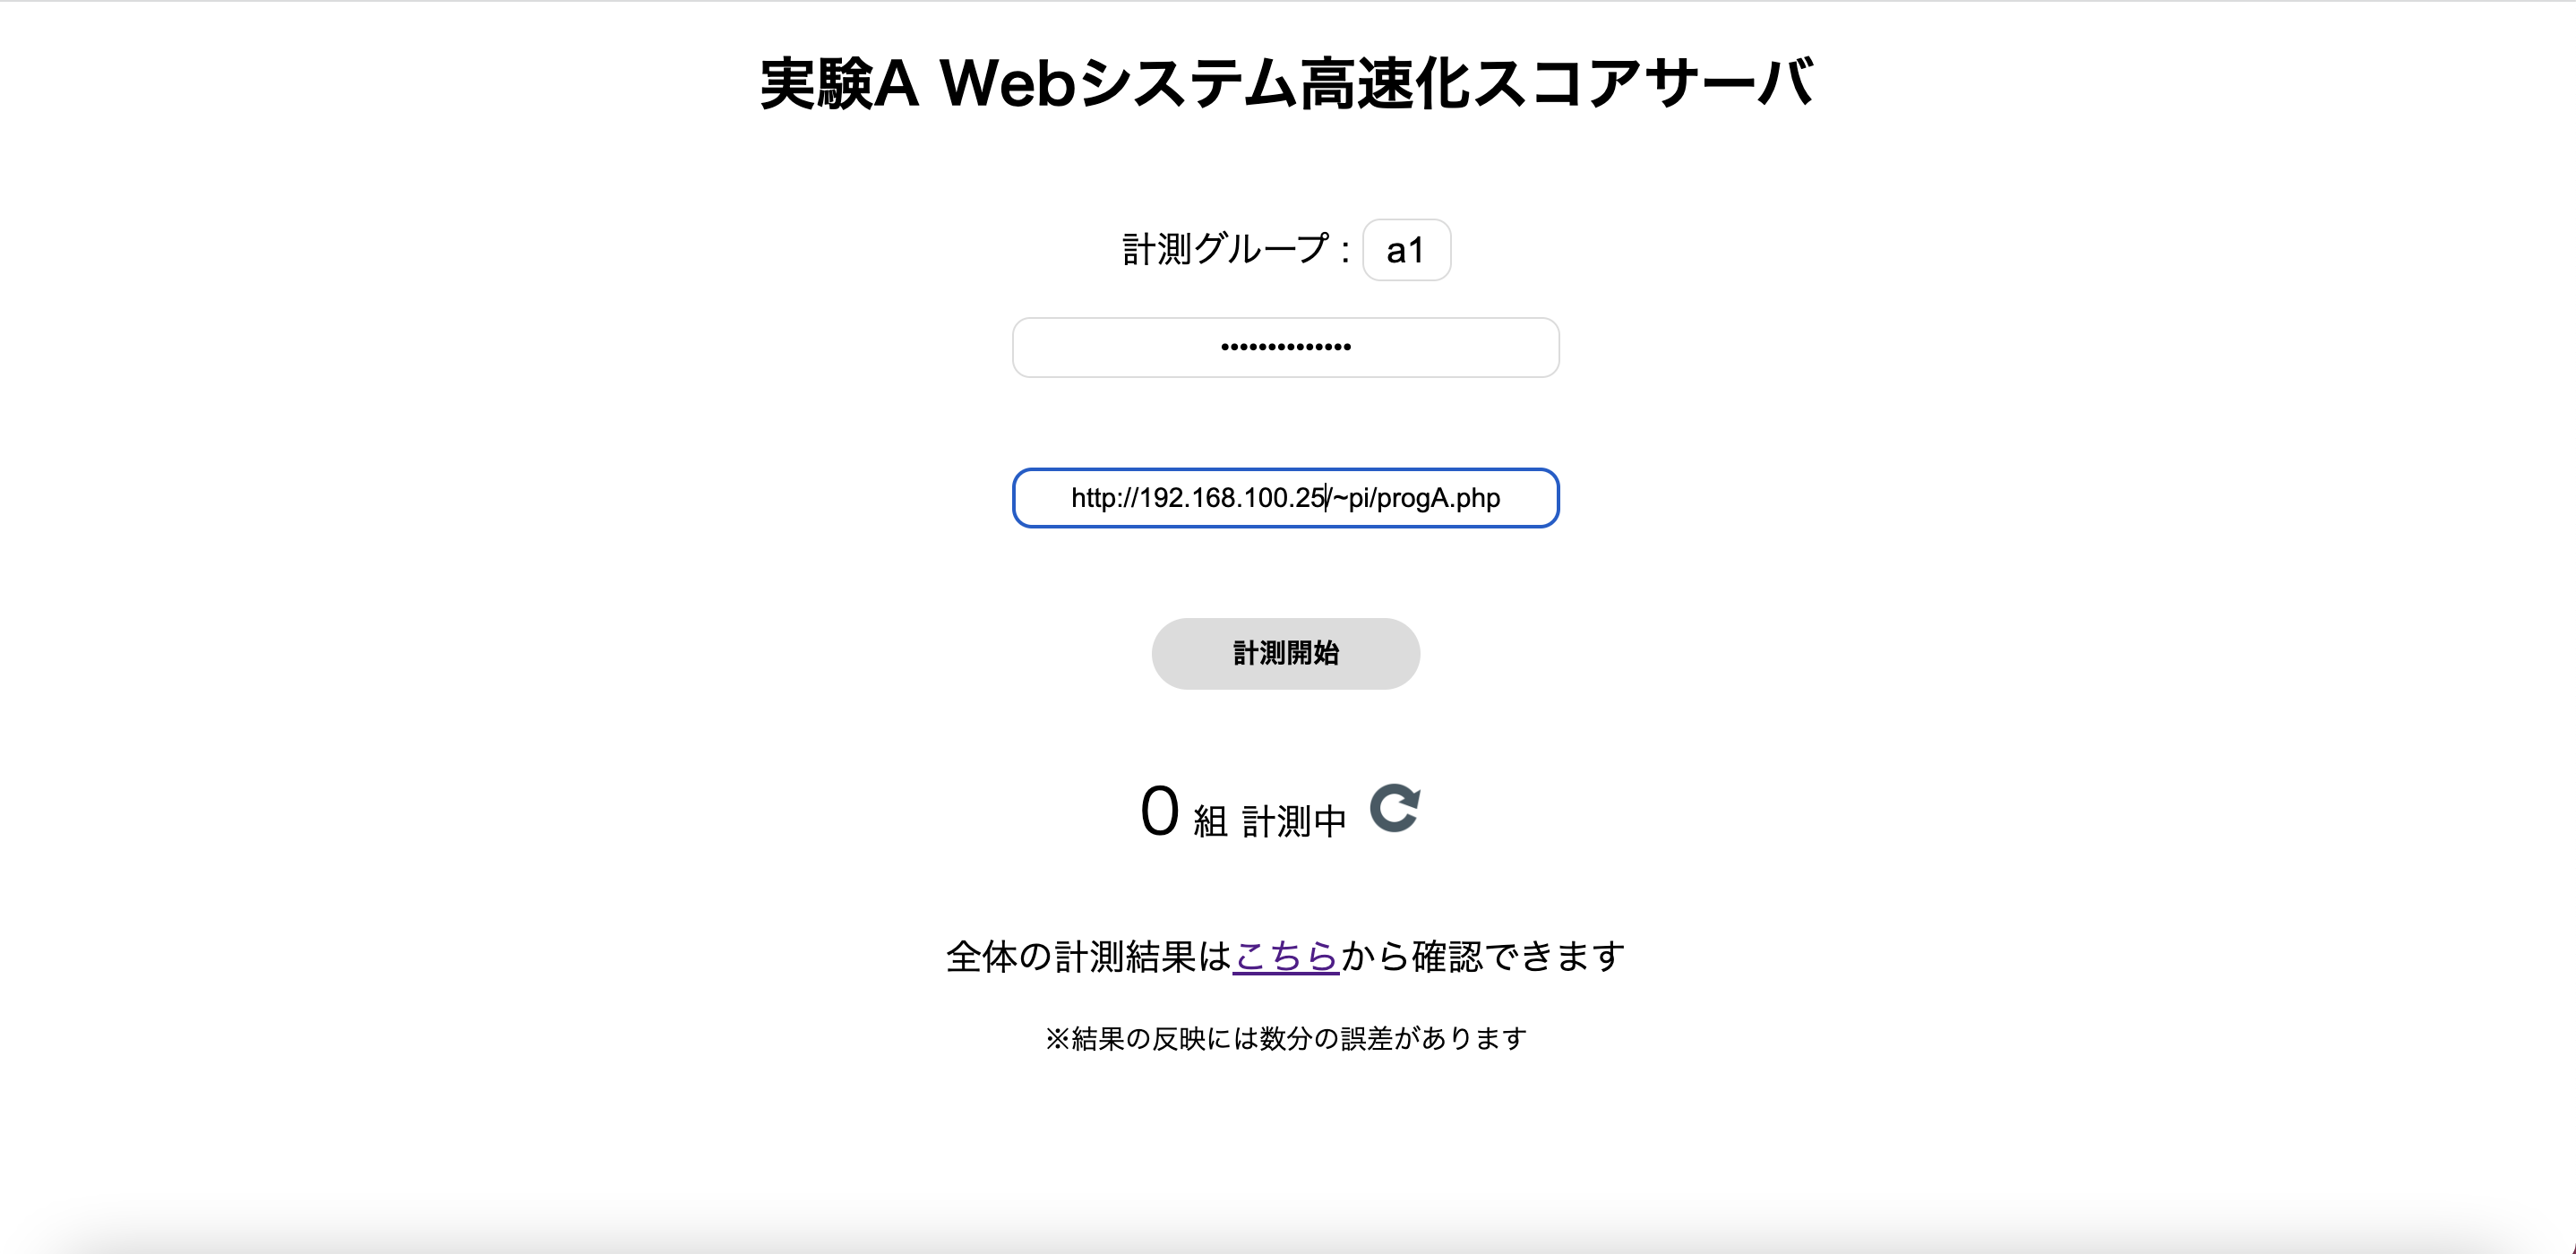 実験A Webシステム高速化スコアサーバ
計測グループ : a1
••••••••••••••
http://192.168.100.25/~pi/progA.php
計測開始
0 組 計測中
全体の計測結果はこちらから確認できます
※結果の反映には数分の誤差があります